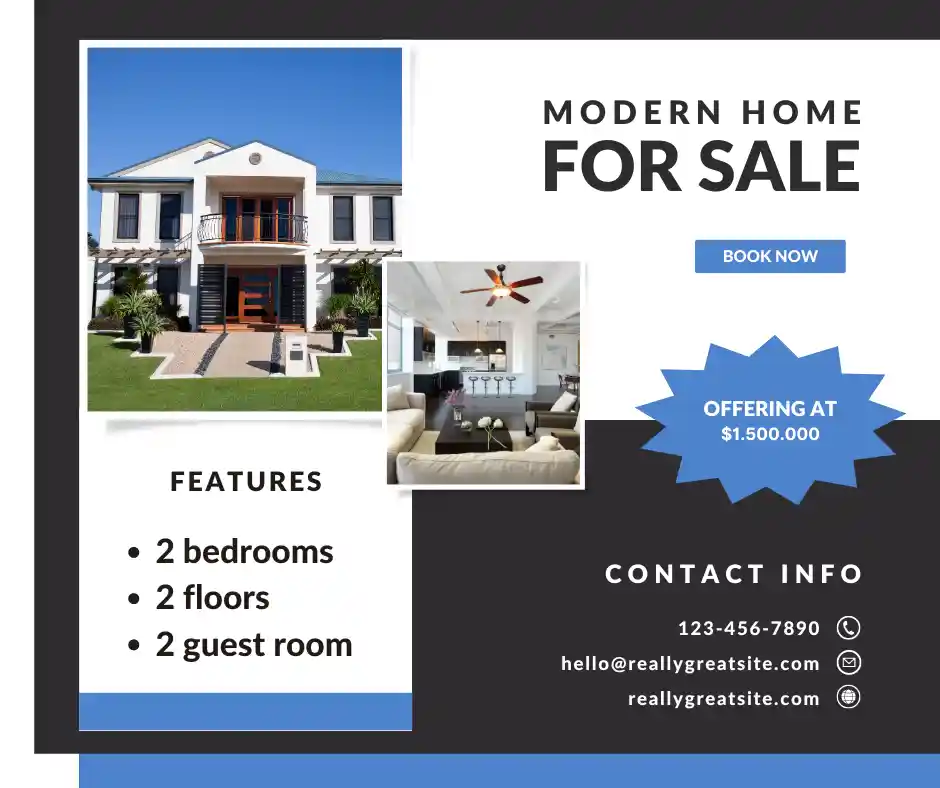 MODERN HOME
FOR SALE
BOOK NOW
OFFERING AT
$1.500.000
FEATURES
• 2 bedrooms
• 2 floors
• 2 guest room
CONTACT INFO
123-456-7890
hello@reallygreatsite.com
reallygreatsite.com